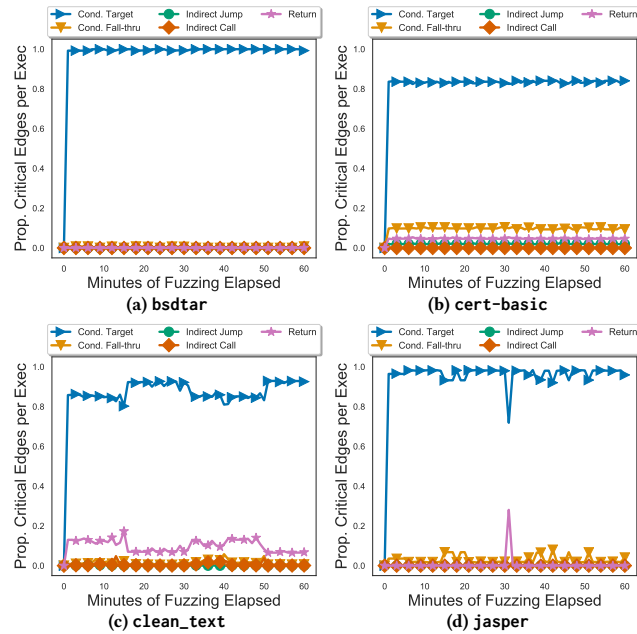 Cond. Target Indirect Jump Return
Cond. Fall-thru Indirect Call
Prop. Critical Edges per Exec
1.0
0.8
0.6
0.4
0.2
0.0
0 10 20 30 40 50 60
Minutes of Fuzzing Elapsed
(a) bsdtar
Cond. Target Indirect Jump Return
Cond. Fall-thru Indirect Call
Prop. Critical Edges per Exec
1.0
0.8
0.6
0.4
0.2
0.0
0 10 20 30 40 50 60
Minutes of Fuzzing Elapsed
(b) cert-basic
Cond. Target Indirect Jump Return
Cond. Fall-thru Indirect Call
Prop. Critical Edges per Exec
1.0
0.8
0.6
0.4
0.2
0.0
0 10 20 30 40 50 60
Minutes of Fuzzing Elapsed
(c) clean_text
Cond. Target Indirect Jump Return
Cond. Fall-thru Indirect Call
Prop. Critical Edges per Exec
1.0
0.8
0.6
0.4
0.2
0.0
0 10 20 30 40 50 60
Minutes of Fuzzing Elapsed
(d) jasper